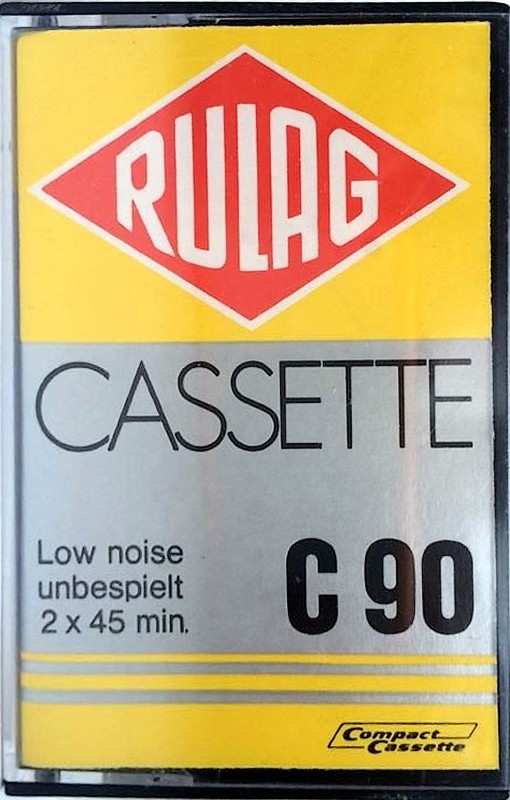 RULAG
CASSETTE
Low noise
unbespielt
2 x 45 min.
C 90
Compact
Cassette